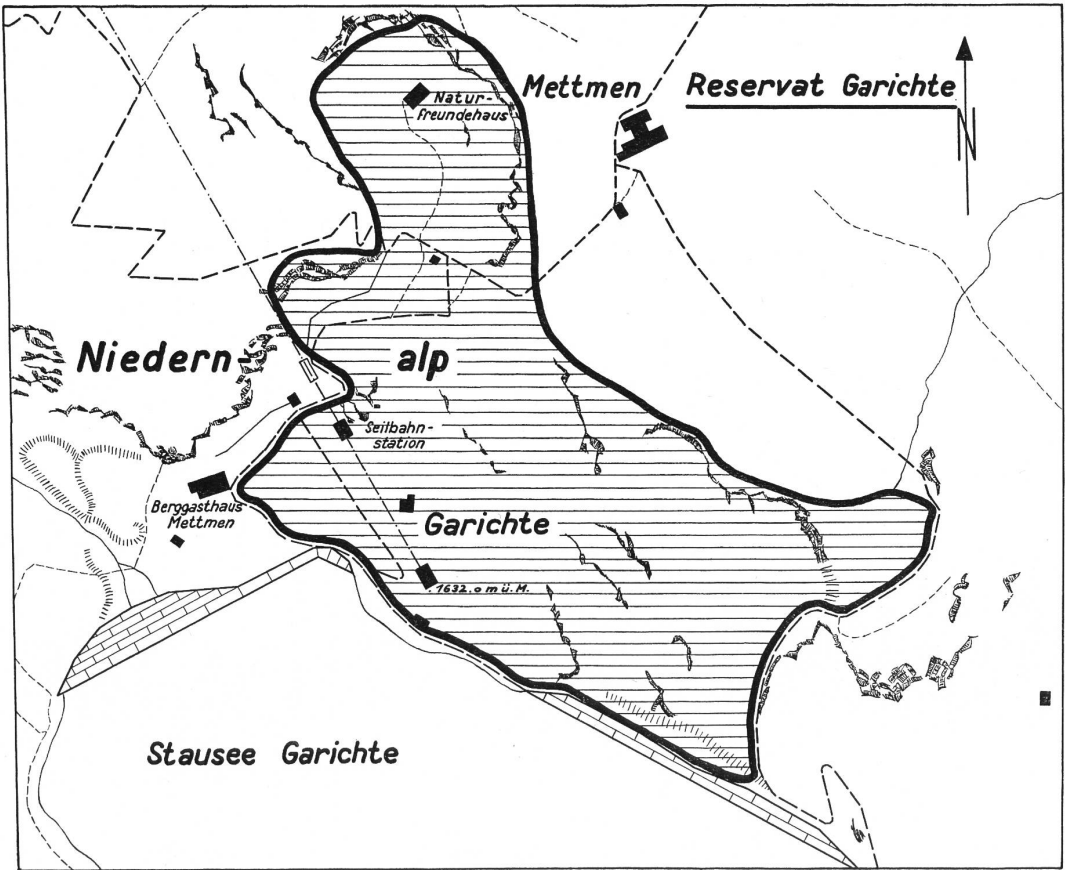 Mettmen
Reservat Garichte
N
Natur-
freundehaus
Niedern-
alp
Seilbahn-
station
Berggasthaus
Mettmen
Garichte
1632.0 m ü. M.
Stausee Garichte